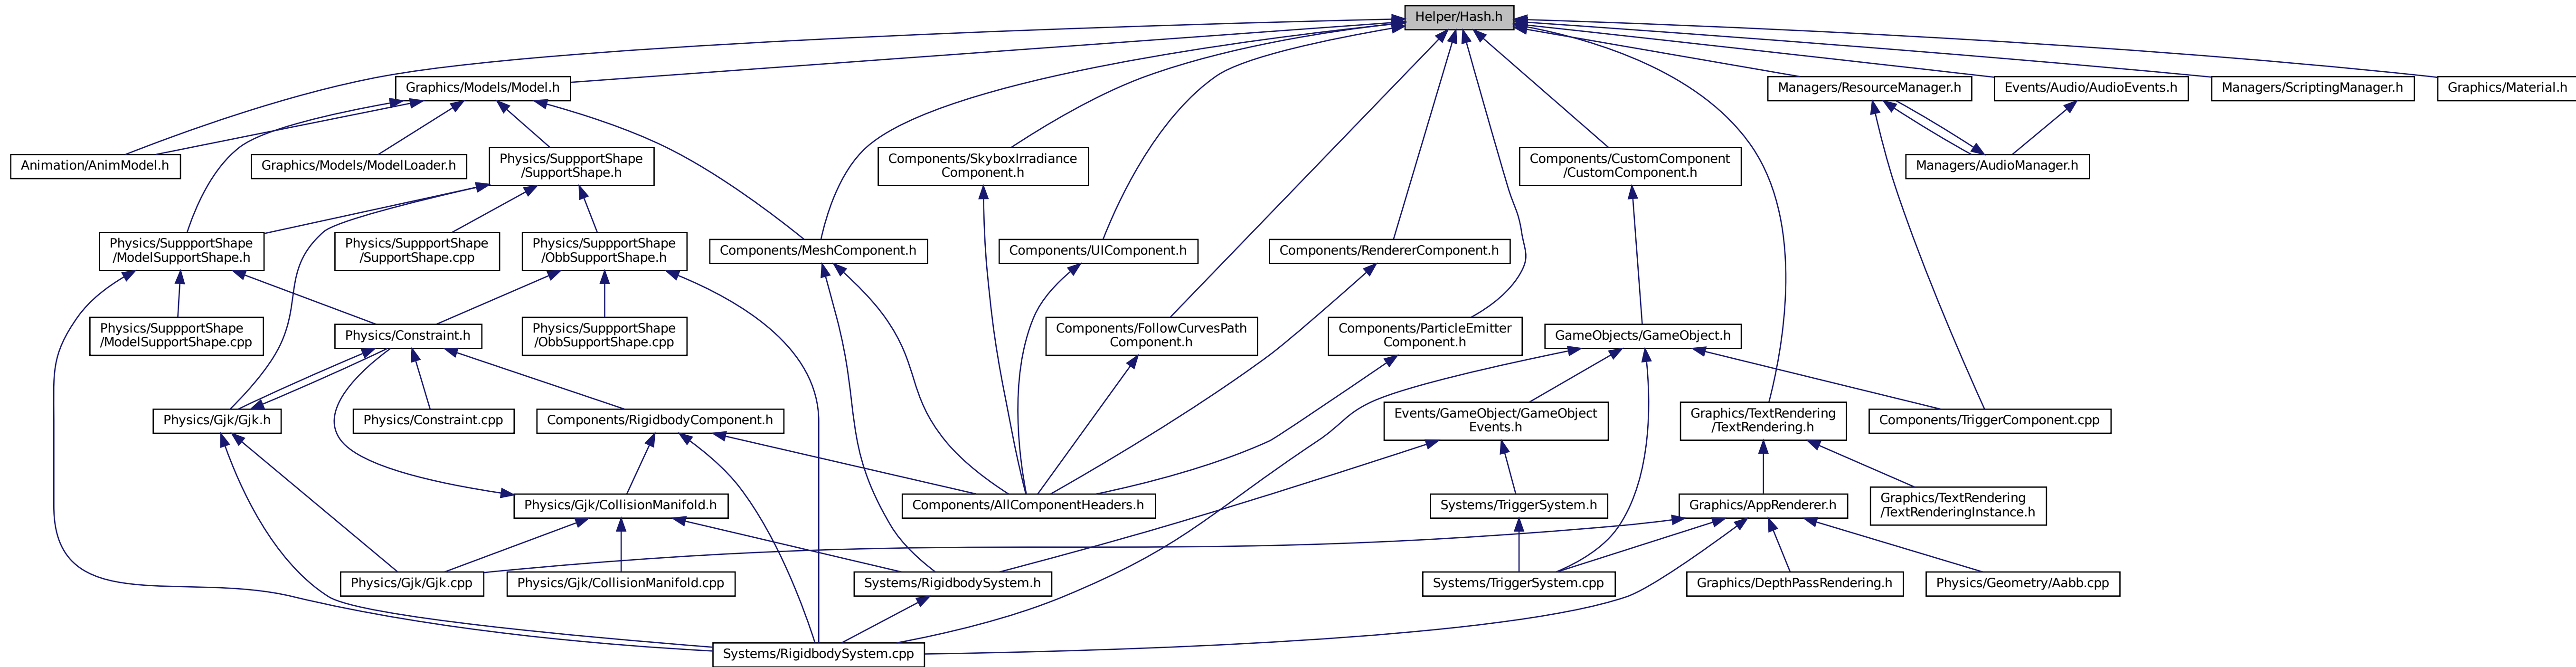 Helper/Hash.h
Graphics/Models/Model.h
Managers/ResourceManager.h
Events/Audio/AudioEvents.h
Managers/ScriptingManager.h
Graphics/Material.h
Animation/AnimModel.h
Graphics/Models/ModelLoader.h
Physics/SuppportShape
/SupportShape.h
Components/SkyboxIrradiance
Component.h
Components/CustomComponent
/CustomComponent.h
Managers/AudioManager.h
Physics/SuppportShape
/ModelSupportShape.h
Physics/SuppportShape
/SupportShape.cpp
Physics/SuppportShape
/ObbSupportShape.h
Components/MeshComponent.h
Components/UIComponent.h
Components/RendererComponent.h
Physics/SuppportShape
/ModelSupportShape.cpp
Physics/Constraint.h
Physics/SuppportShape
/ObbSupportShape.cpp
Components/FollowCurvesPath
Component.h
Components/ParticleEmitter
Component.h
GameObjects/GameObject.h
Physics/Gjk/Gjk.h
Physics/Constraint.cpp
Components/RigidbodyComponent.h
Events/GameObject/GameObject
Events.h
Graphics/TextRendering
/TextRendering.h
Components/TriggerComponent.cpp
Physics/Gjk/CollisionManifold.h
Components/AllComponentHeaders.h
Systems/TriggerSystem.h
Graphics/AppRenderer.h
Graphics/TextRendering
/TextRenderingInstance.h
Physics/Gjk/Gjk.cpp
Physics/Gjk/CollisionManifold.cpp
Systems/RigidbodySystem.h
Systems/TriggerSystem.cpp
Graphics/DepthPassRendering.h
Physics/Geometry/Aabb.cpp
Systems/RigidbodySystem.cpp